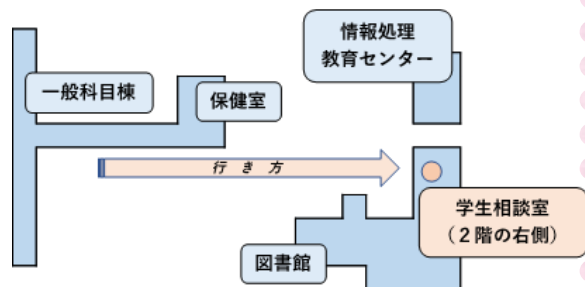 情報処理
教育センター
一般科目棟
保健室
行き方
学生相談室
（２階の右側）
図書館